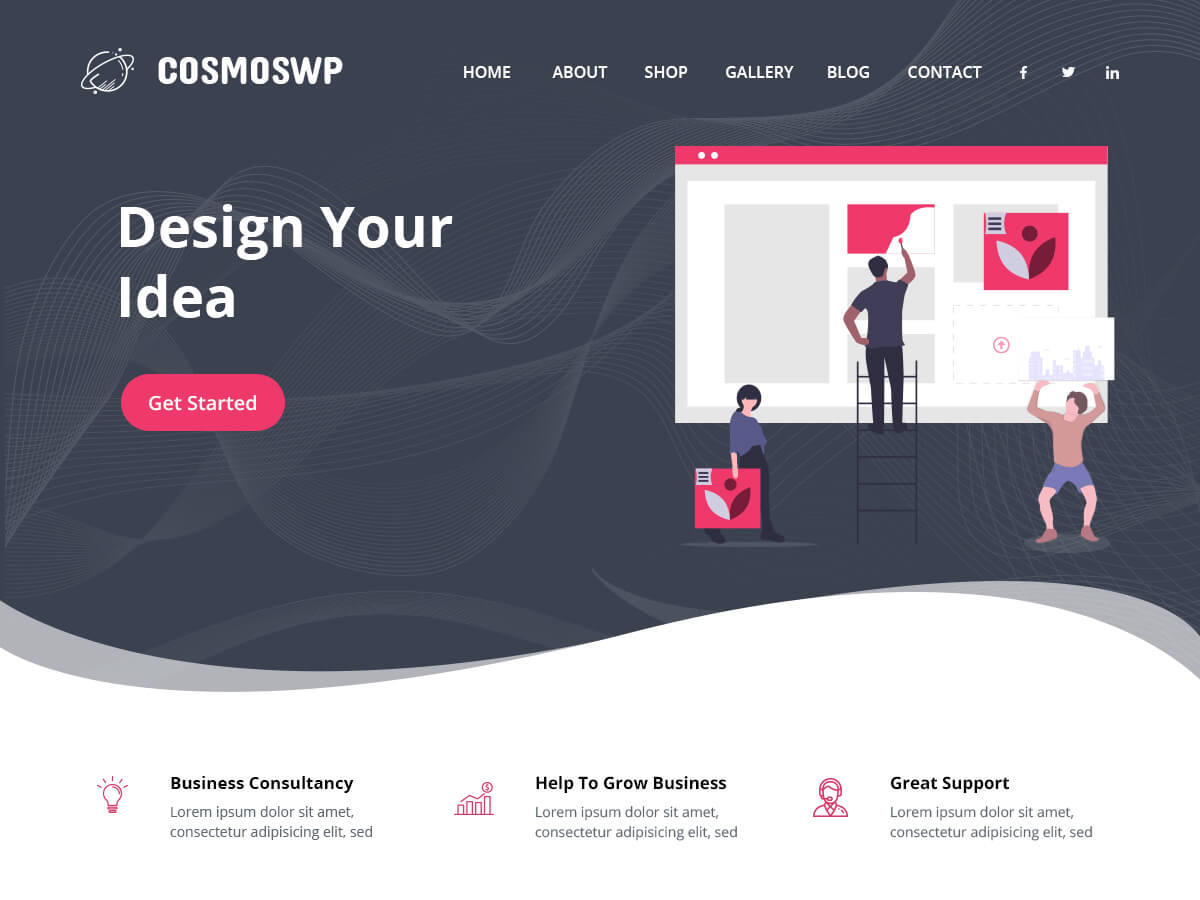 COSMOSWP
HOME ABOUT SHOP GALLERY BLOG CONTACT
Design Your
Idea
Get Started
Business Consultancy
Lorem ipsum dolor sit amet,
consectetur adipisicing elit, sed
Help To Grow Business
Lorem ipsum dolor sit amet,
consectetur adipisicing elit, sed
Great Support
Lorem ipsum dolor sit amet,
consectetur adipisicing elit, sed